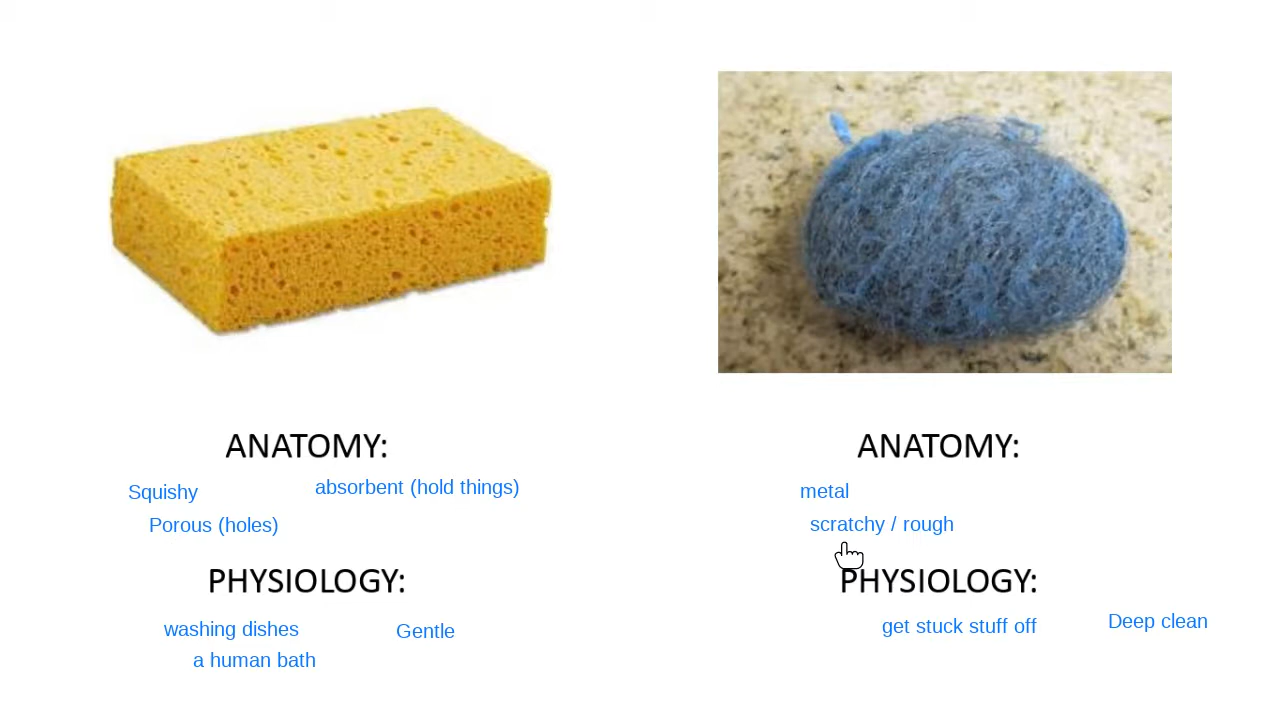 ANATOMY:
Squishy
absorbent (hold things)
Porous (holes)
PHYSIOLOGY:
washing dishes
Gentle
a human bath
ANATOMY:
metal
scratchy / rough
PHYSIOLOGY:
get stuck stuff off
Deep clean